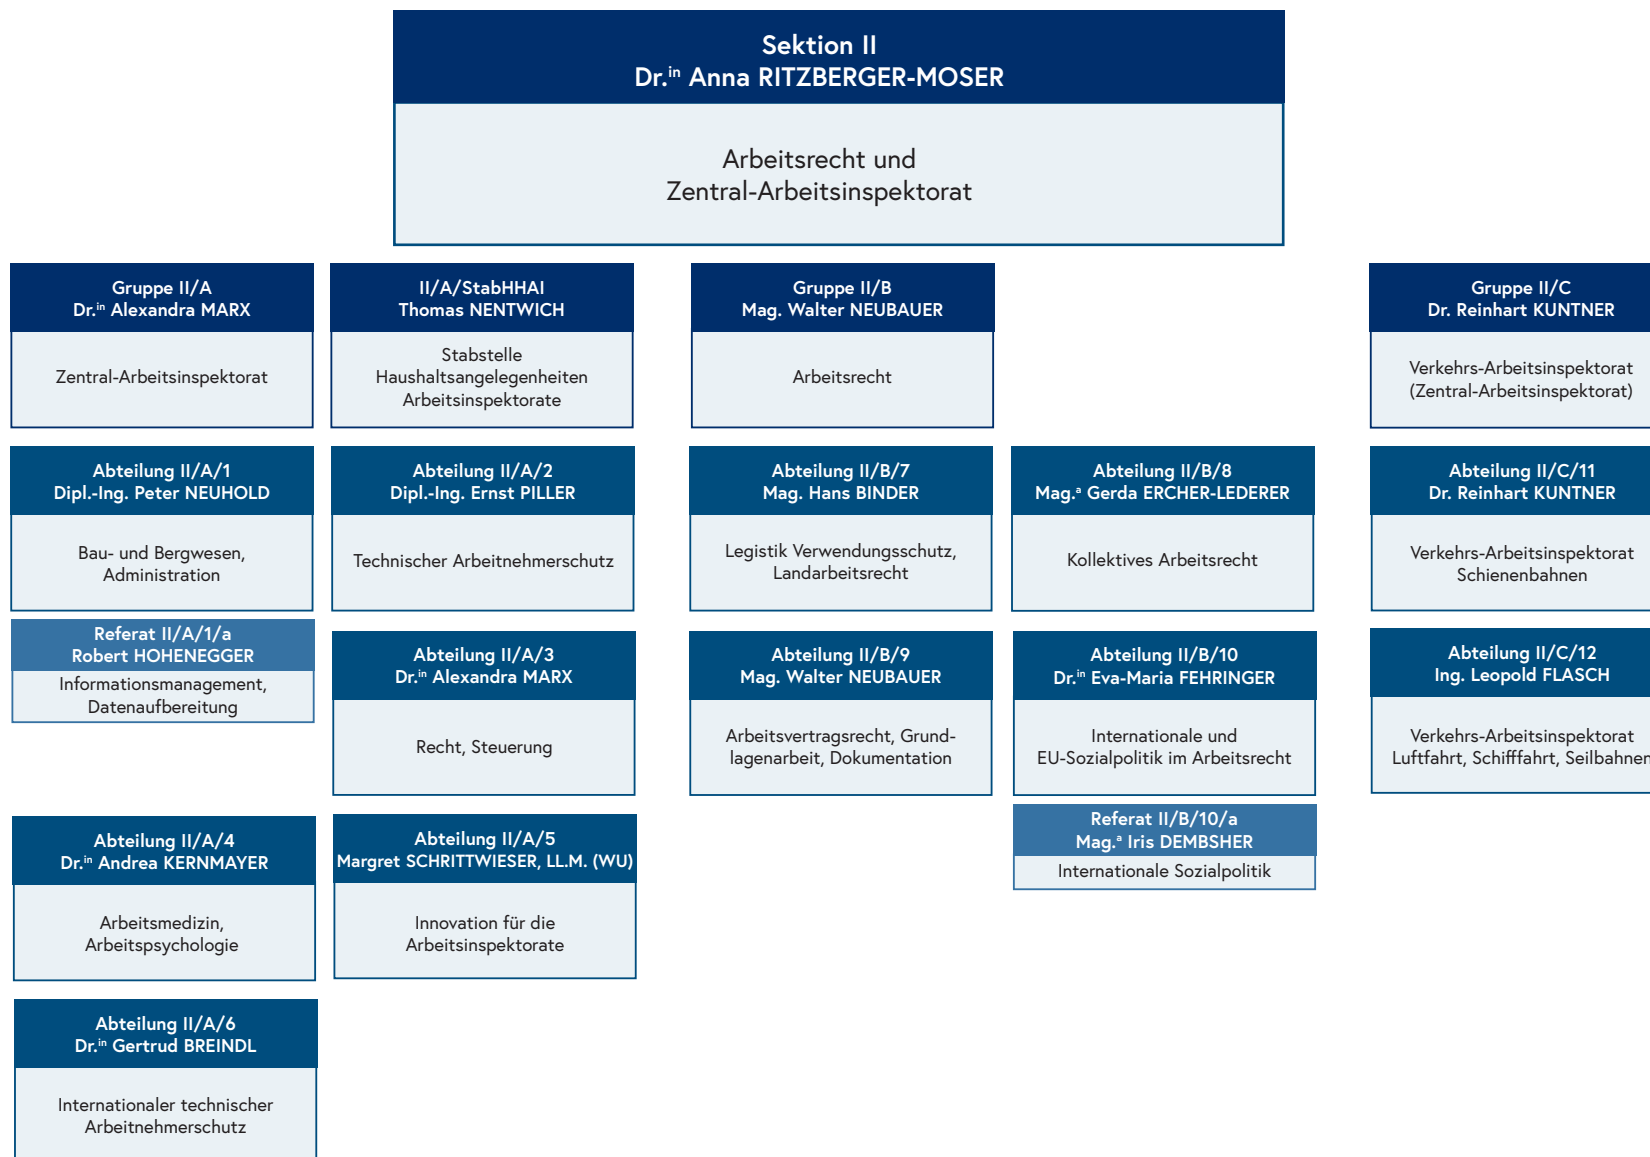 Sektion II
Dr.in Anna RITZBERGER-MOSER
Arbeitsrecht und
Zentral-Arbeitsinspektorat
Gruppe II/A
Dr.in Alexandra MARX
Zentral-Arbeitsinspektorat
II/A/StabHHAI
Thomas NENTWICH
Stabstelle
Haushaltsangelegenheiten
Arbeitsinspektorate
Gruppe II/B
Mag. Walter NEUBAUER
Arbeitsrecht
Gruppe II/C
Dr. Reinhart KUNTNER
Verkehrs-Arbeitsinspektorat
(Zentral-Arbeitsinspektorat)
Abteilung II/A/1
Dipl.-Ing. Peter NEUHOLD
Bau- und Bergwesen,
Administration
Abteilung II/A/2
Dipl.-Ing. Ernst PILLER
Technischer Arbeitnehmerschutz
Abteilung II/B/7
Mag. Hans BINDER
Legistik Verwendungsschutz,
Landarbeitsrecht
Abteilung II/B/8
Mag.a Gerda ERCHER-LEDERER
Kollektives Arbeitsrecht
Abteilung II/C/11
Dr. Reinhart KUNTNER
Verkehrs-Arbeitsinspektorat
Schienenbahnen
Referat II/A/1/a
Robert HOHENEGGER
Informationsmanagement,
Datenaufbereitung
Abteilung II/A/3
Dr.in Alexandra MARX
Recht, Steuerung
Abteilung II/B/9
Mag. Walter NEUBAUER
Arbeitsvertragsrecht, Grund-
lagenarbeit, Dokumentation
Abteilung II/B/10
Dr.in Eva-Maria FEHRINGER
Internationale und
EU-Sozialpolitik im Arbeitsrecht
Abteilung II/C/12
Ing. Leopold FLASCH
Verkehrs-Arbeitsinspektorat
Luftfahrt, Schifffahrt, Seilbahnen
Referat II/B/10/a
Mag.a Iris DEMBSHER
Internationale Sozialpolitik
Abteilung II/A/4
Dr.in Andrea KERNMAYER
Arbeitsmedizin,
Arbeitspsychologie
Abteilung II/A/5
Margret SCHRITTWIESER, LL.M. (WU)
Innovation für die
Arbeitsinspektorate
Abteilung II/A/6
Dr.in Gertrud BREINDL
Internationaler technischer
Arbeitnehmerschutz